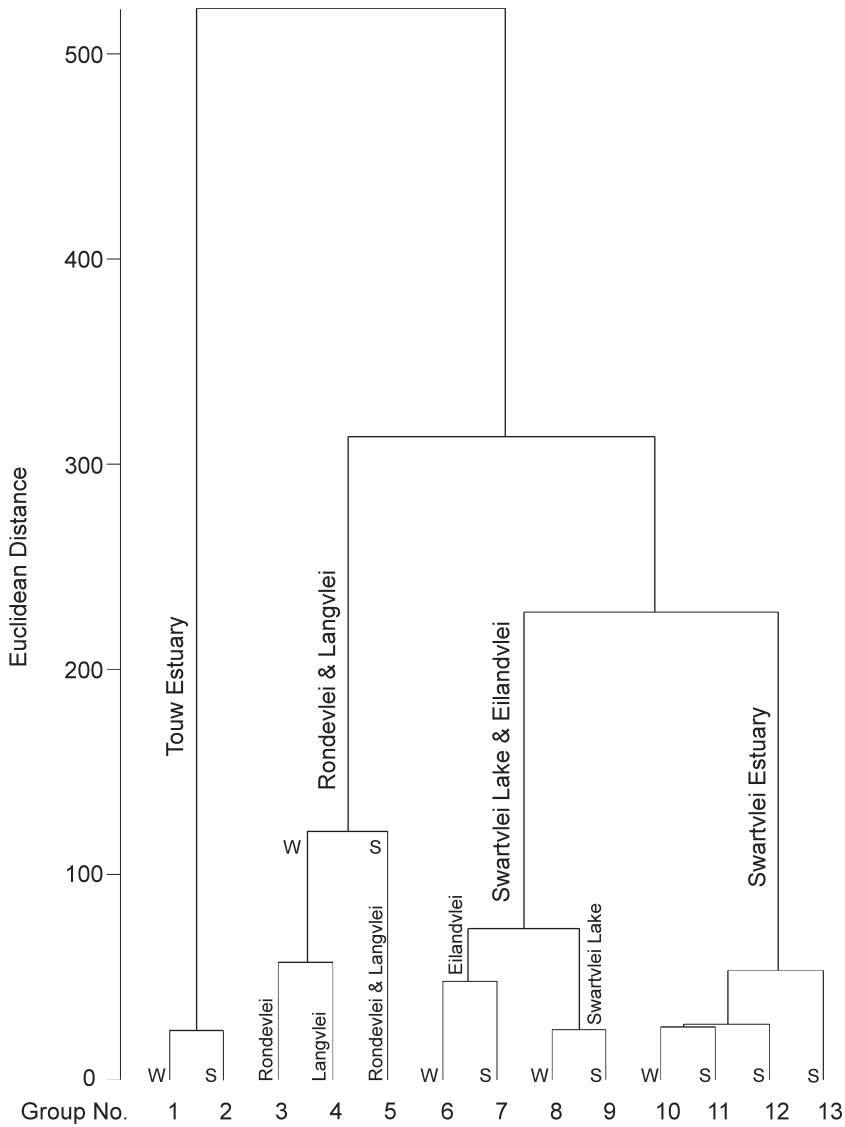 500
400
300
200
100
0
Euclidean Distance
Touw Estuary
Rondevlei & Langvlei
Swartvlei Lake & Eilandvlei
Swartvlei Estuary
W S
Eilandvlei
Swartvlei Lake
Rondevlei
Langvlei
Rondevlei & Langvlei
W S W S W S W S S S
Group No. 1 2 3 4 5 6 7 8 9 10 11 12 13